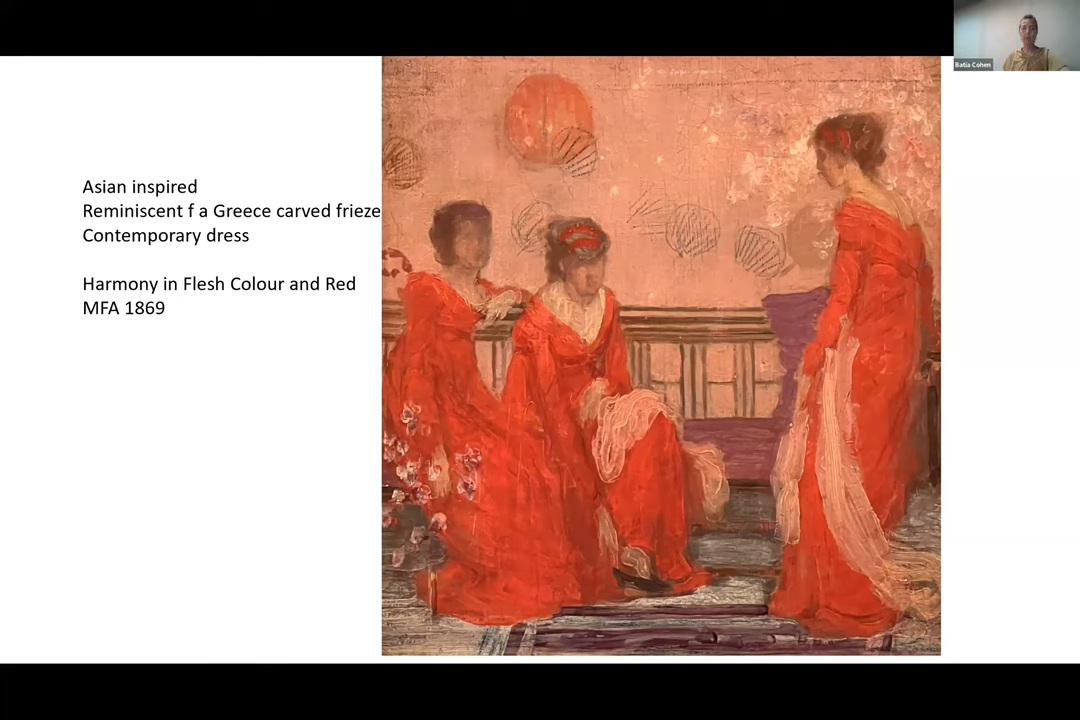 Batia Cohen
Asian inspired
Reminiscent f a Greece carved frieze
Contemporary dress
Harmony in Flesh Colour and Red
MFA 1869